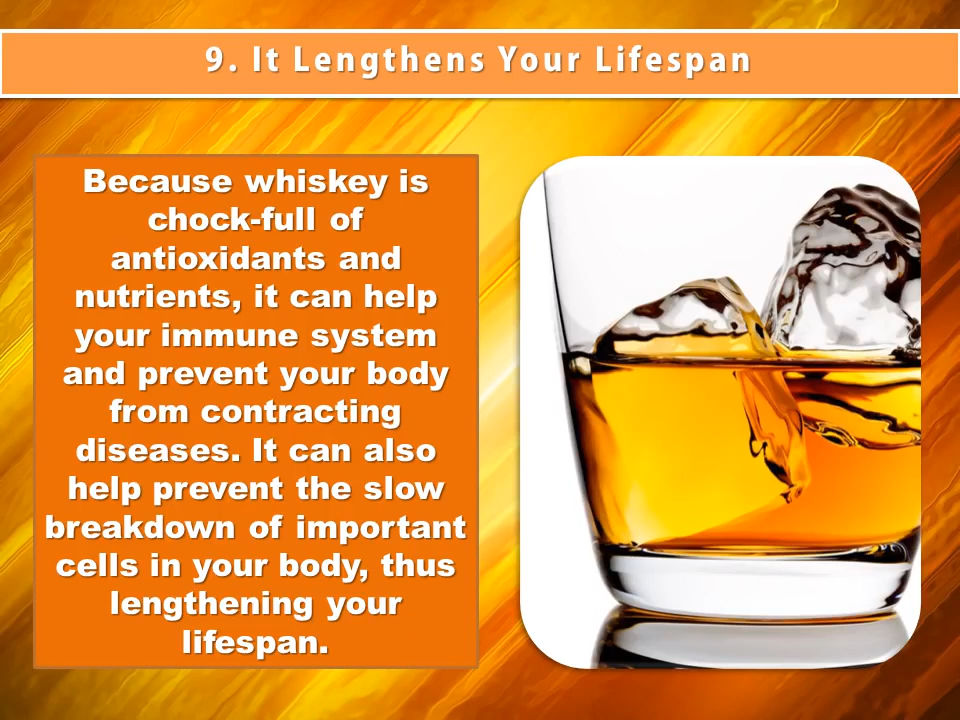 9. It Lengthens Your Lifespan
Because whiskey is
chock-full of
antioxidants and
nutrients, it can help
your immune system
and prevent your body
from contracting
diseases. It can also
help prevent the slow
breakdown of important
cells in your body, thus
lengthening your
lifespan.